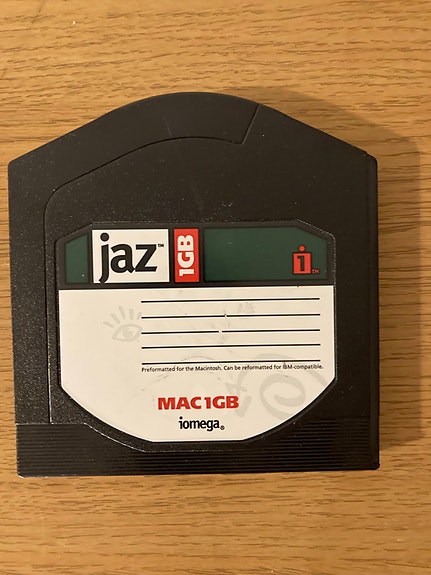 jaz™ 1GB i™
Preformatted for the Macintosh. Can be reformatted for IBM-compatible.
MAC1GB
iomega®